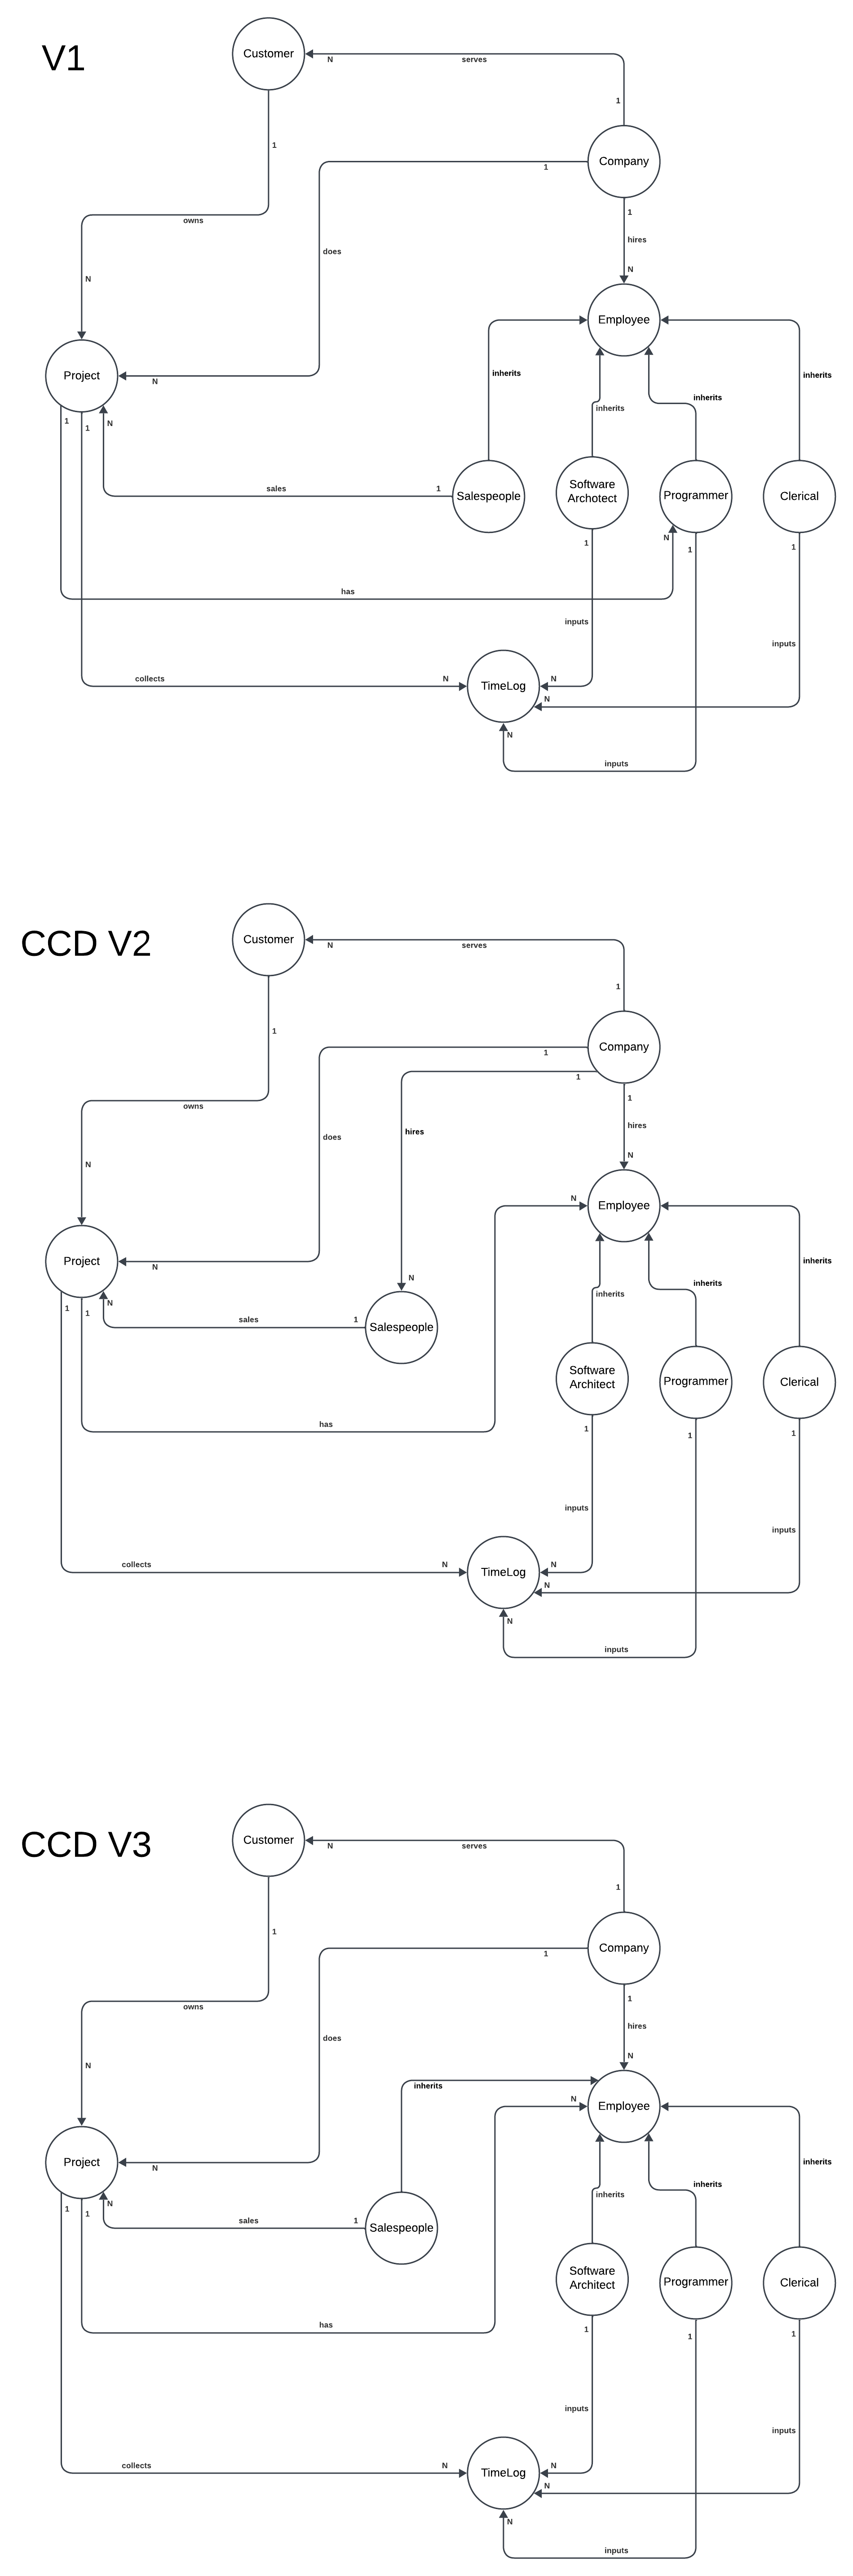 V1
Customer
N
serves
1
Company
1
1
1
owns
does
hires
N
N
Employee
Project
N
inherits
inherits
inherits
inherits
1
1
N
sales
1
Salespeople
Software
Archotect
Programmer
Clerical
N
1
1
1
has
inputs
inputs
collects
N
TimeLog
N
N
N
inputs
CCD V2
Customer
N
serves
1
1
Company
1
1
1
owns
hires
does
hires
N
N
N
Employee
Project
N
inherits
N
inherits
inherits
1
1
N
sales
1
Salespeople
Software
Architect
Programmer
Clerical
has
1
1
1
inputs
inputs
collects
N
TimeLog
N
N
N
inputs
CCD V3
Customer
N
serves
1
1
Company
1
1
owns
hires
does
N
N
inherits
N
Employee
Project
N
inherits
inherits
inherits
1
1
N
sales
1
Salespeople
Software
Architect
Programmer
Clerical
has
1
1
1
inputs
inputs
collects
N
TimeLog
N
N
N
inputs